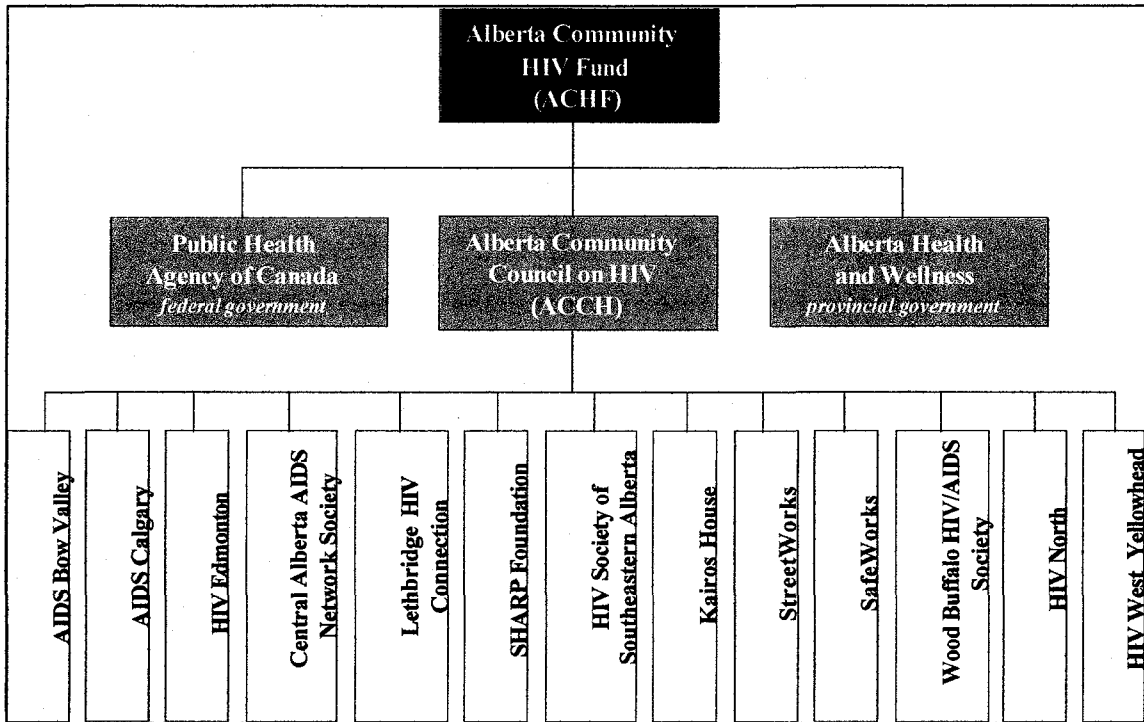 Alberta Community
HIV Fund
(ACHF)
Public Health
Agency of Canada
federal government
Alberta Community
Council on HIV
(ACCH)
Alberta Health
and Wellness
provincial government
AIDS Bow Valley
AIDS Calgary
HIV Edmonton
Central Alberta AIDS
Network Society
Lethbridge HIV
Connection
SHARP Foundation
HIV Society of
Southeastern Alberta
Kairos House
StreetWorks
SafeWorks
Wood Buffalo HIV/AIDS
Society
HIV North
HIV West Yellowhead